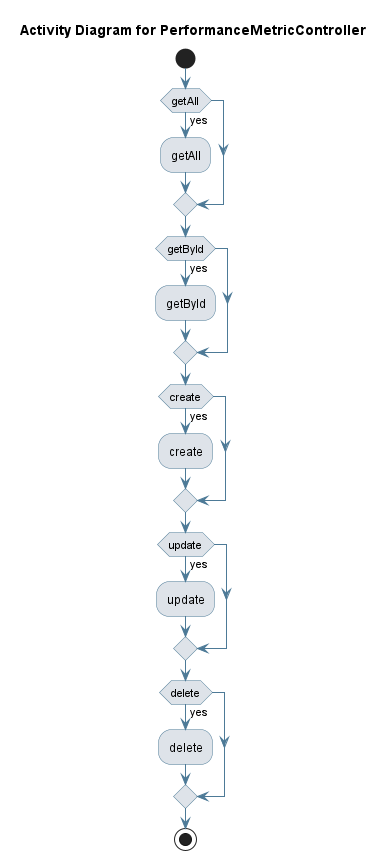 Activity Diagram for PerformanceMetricController
getAll
yes
getAll
getById
yes
getById
create
yes
create
update
yes
update
delete
yes
delete